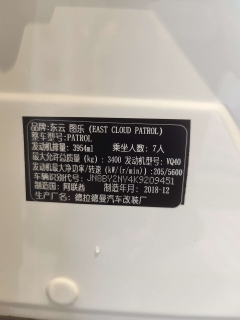 品牌:东云 图乐 (EAST CLOUD PATROL)
整车型号:PATROL
发动机排量:3954ml 乘坐人数:7人
最大允许总质量(kg):3400 发动机型号:VQ40
发动机最大净功率/转速(kW/(r/min)):205/5600
车辆识别代号:JN8BY2NY4K9209451
制造国:阿联酋 制造年月:2018-12
生产厂名:德拉德曼汽车改装厂